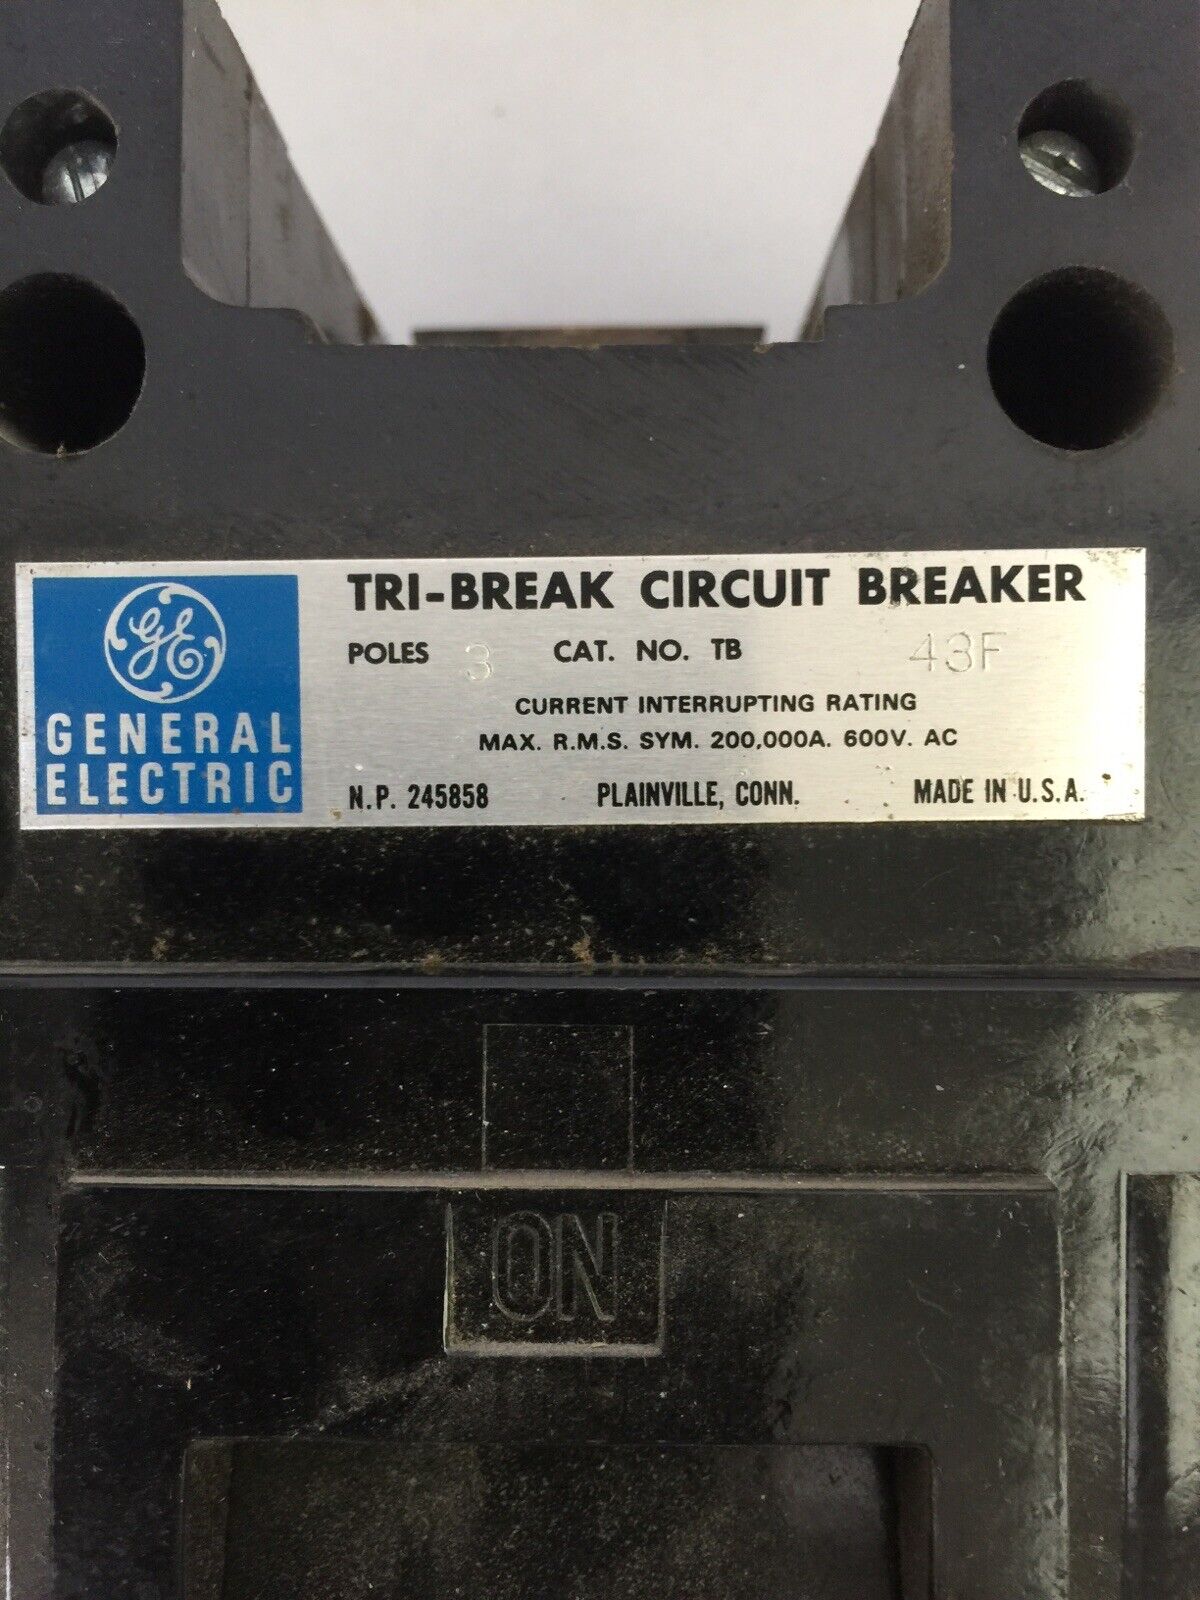 GE
GENERAL
ELECTRIC
TRI-BREAK CIRCUIT BREAKER
POLES 3 CAT. NO. TB 43F
CURRENT INTERRUPTING RATING
MAX. R.M.S. SYM. 200,000A. 600V. AC
N.P. 245858 PLAINVILLE, CONN. MADE IN U.S.A.
ON